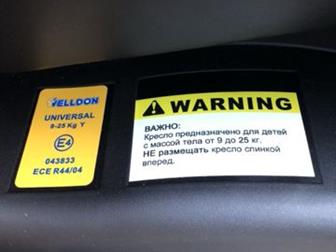 WELLDON
UNIVERSAL
9-25 Kg Y
E4
043833
ECE R44/04
WARNING
ВАЖНО:
Кресло предназначено для детей
с массой тела от 9 до 25 кг.
НЕ размещать кресло спинкой
вперед.